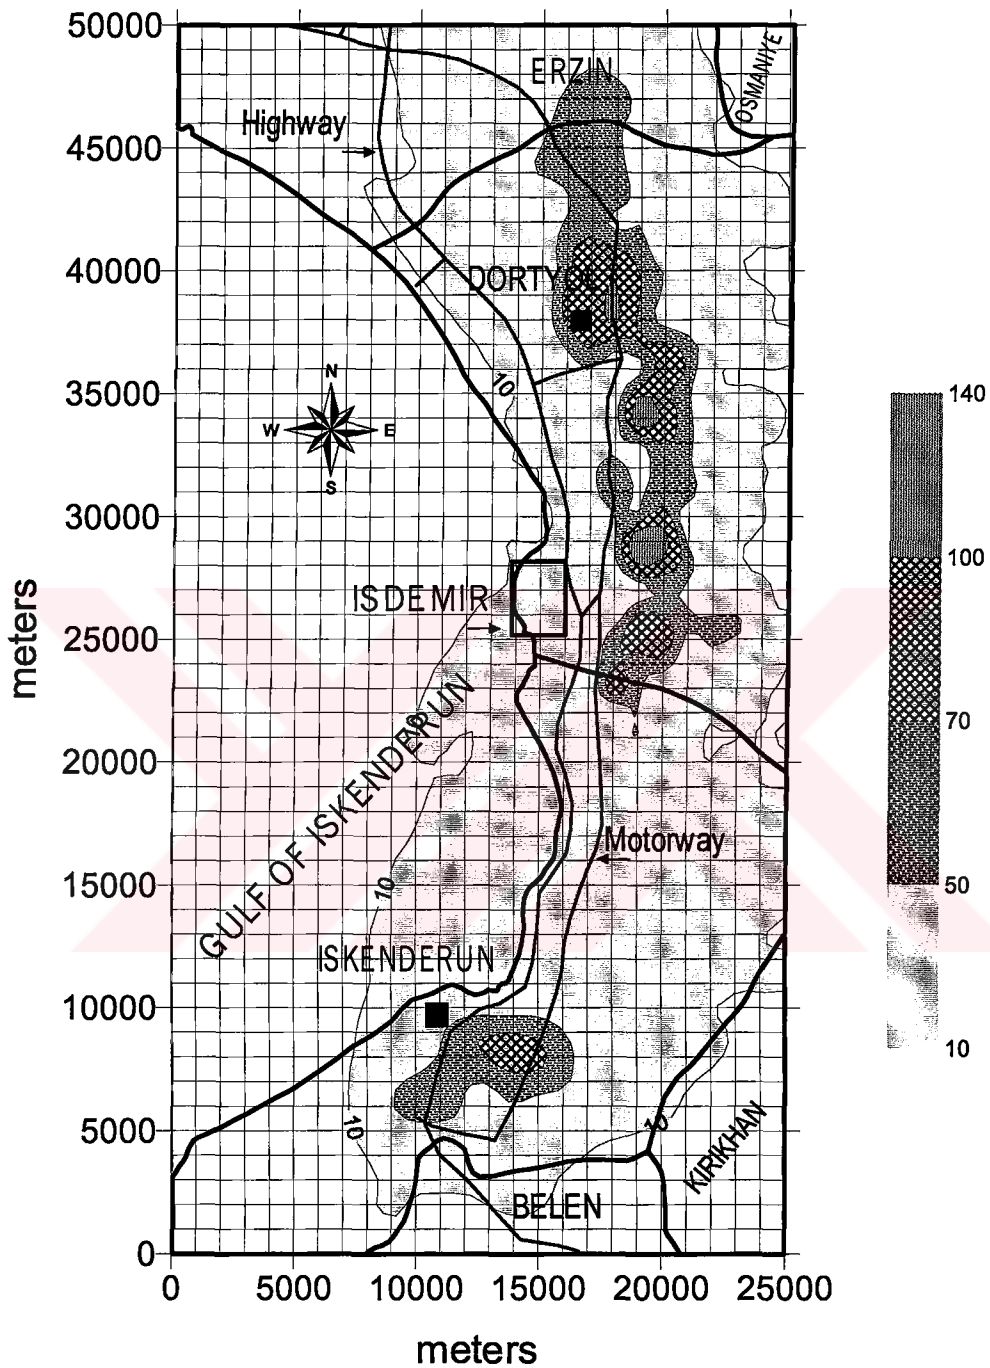 50000
45000
40000
35000
30000
25000
20000
15000
10000
5000
0
meters
0 5000 10000 15000 20000 25000
meters
ERZIN
OSMANIYE
Highway
DORTYOL
10
N
W E
S
ISDEMIR
GULF OF ISKENDERUN
10
Motorway
10
ISKENDERUN
10
10
KIRIKHAN
BELEN
140
100
70
50
10